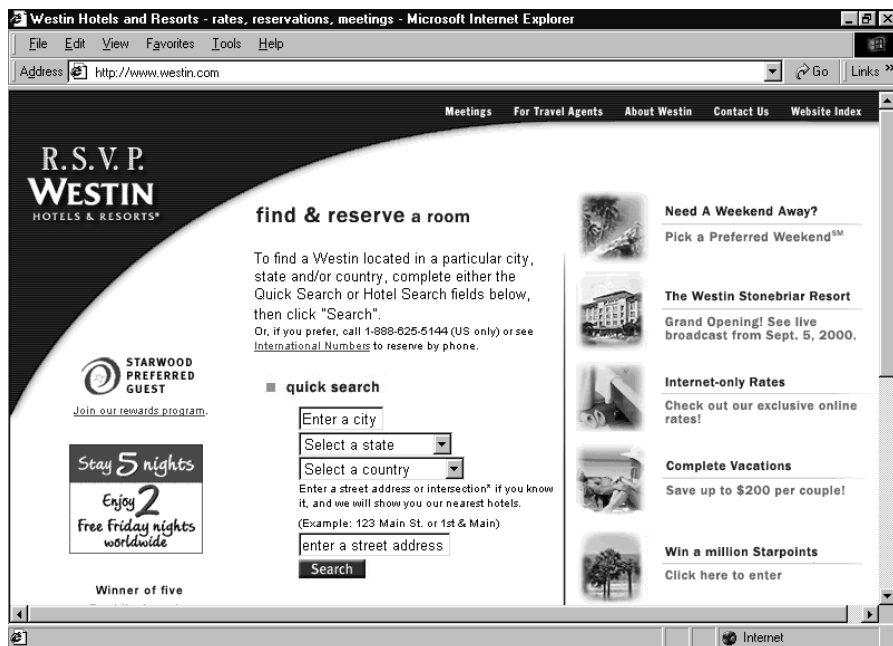 Westin Hotels and Resorts - rates, reservations, meetings - Microsoft Internet Explorer
File Edit View Favorites Tools Help
Address http://www.westin.com Go Links »
Meetings For Travel Agents About Westin Contact Us Website Index
R.S.V.P.
WESTIN
HOTELS & RESORTS®
find & reserve a room
To find a Westin located in a particular city,
state and/or country, complete either the
Quick Search or Hotel Search fields below,
then click "Search".
Or, if you prefer, call 1-888-625-5144 (US only) or see
International Numbers to reserve by phone.
STARWOOD
PREFERRED
GUEST
Join our rewards program.
Stay 5 nights
Enjoy 2
Free Friday nights
worldwide
Winner of five
quick search
Enter a city
Select a state
Select a country
Enter a street address or intersection* if you know
it, and we will show you our nearest hotels.
(Example: 123 Main St. or 1st & Main)
enter a street address
Search
Need A Weekend Away?
Pick a Preferred Weekend℠
The Westin Stonebriar Resort
Grand Opening! See live
broadcast from Sept. 5, 2000.
Internet-only Rates
Check out our exclusive online
rates!
Complete Vacations
Save up to $200 per couple!
Win a million Starpoints
Click here to enter
Internet